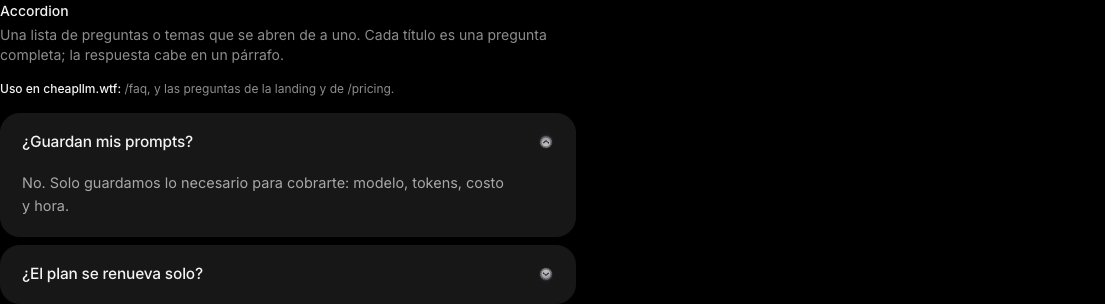 Accordion
Una lista de preguntas o temas que se abren de a uno. Cada título es una pregunta
completa; la respuesta cabe en un párrafo.
Uso en cheapllm.wtf: /faq, y las preguntas de la landing y de /pricing.
¿Guardan mis prompts?
No. Solo guardamos lo necesario para cobrarte: modelo, tokens, costo
y hora.
¿El plan se renueva solo?